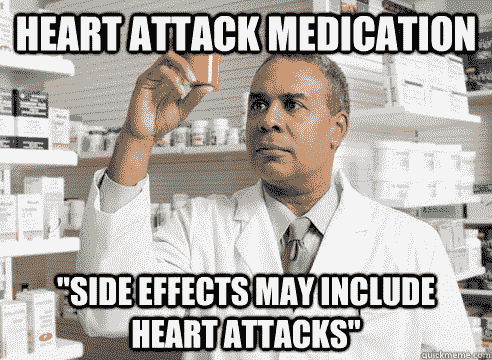 HEART ATTACK MEDICATION
"SIDE EFFECTS MAY INCLUDE
HEART ATTACKS"
quickmeme.com